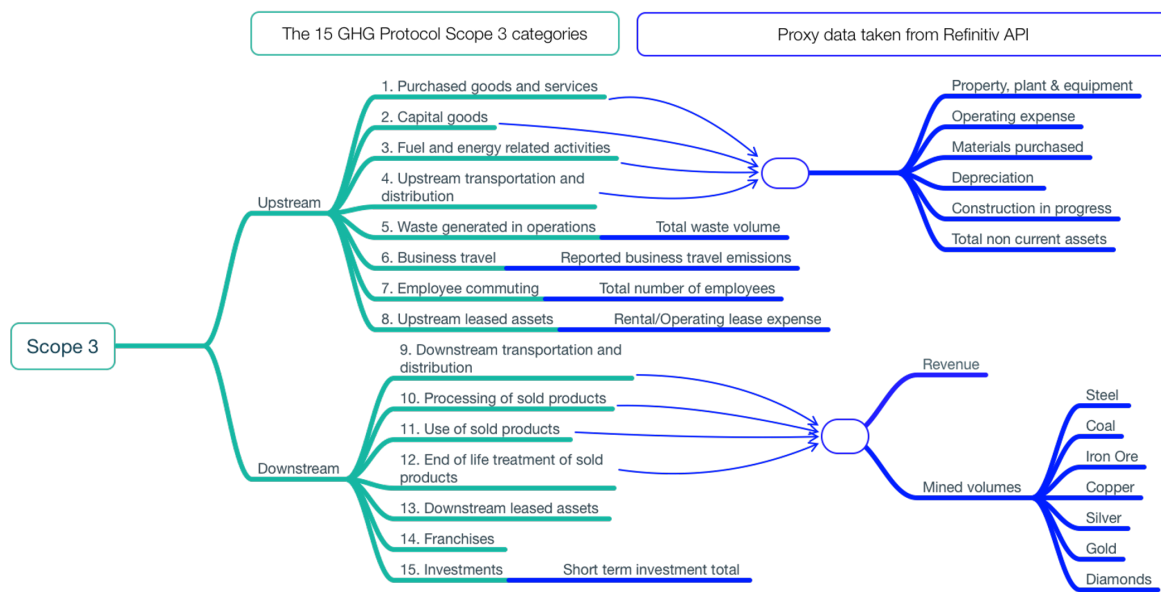 The 15 GHG Protocol Scope 3 categories
Proxy data taken from Refinitiv API
Scope 3
Upstream
1. Purchased goods and services
2. Capital goods
3. Fuel and energy related activities
4. Upstream transportation and
distribution
5. Waste generated in operations
Total waste volume
6. Business travel
Reported business travel emissions
7. Employee commuting
Total number of employees
8. Upstream leased assets
Rental/Operating lease expense
Property, plant & equipment
Operating expense
Materials purchased
Depreciation
Construction in progress
Total non current assets
Downstream
9. Downstream transportation and
distribution
10. Processing of sold products
11. Use of sold products
12. End of life treatment of sold
products
13. Downstream leased assets
14. Franchises
15. Investments
Short term investment total
Revenue
Mined volumes
Steel
Coal
Iron Ore
Copper
Silver
Gold
Diamonds